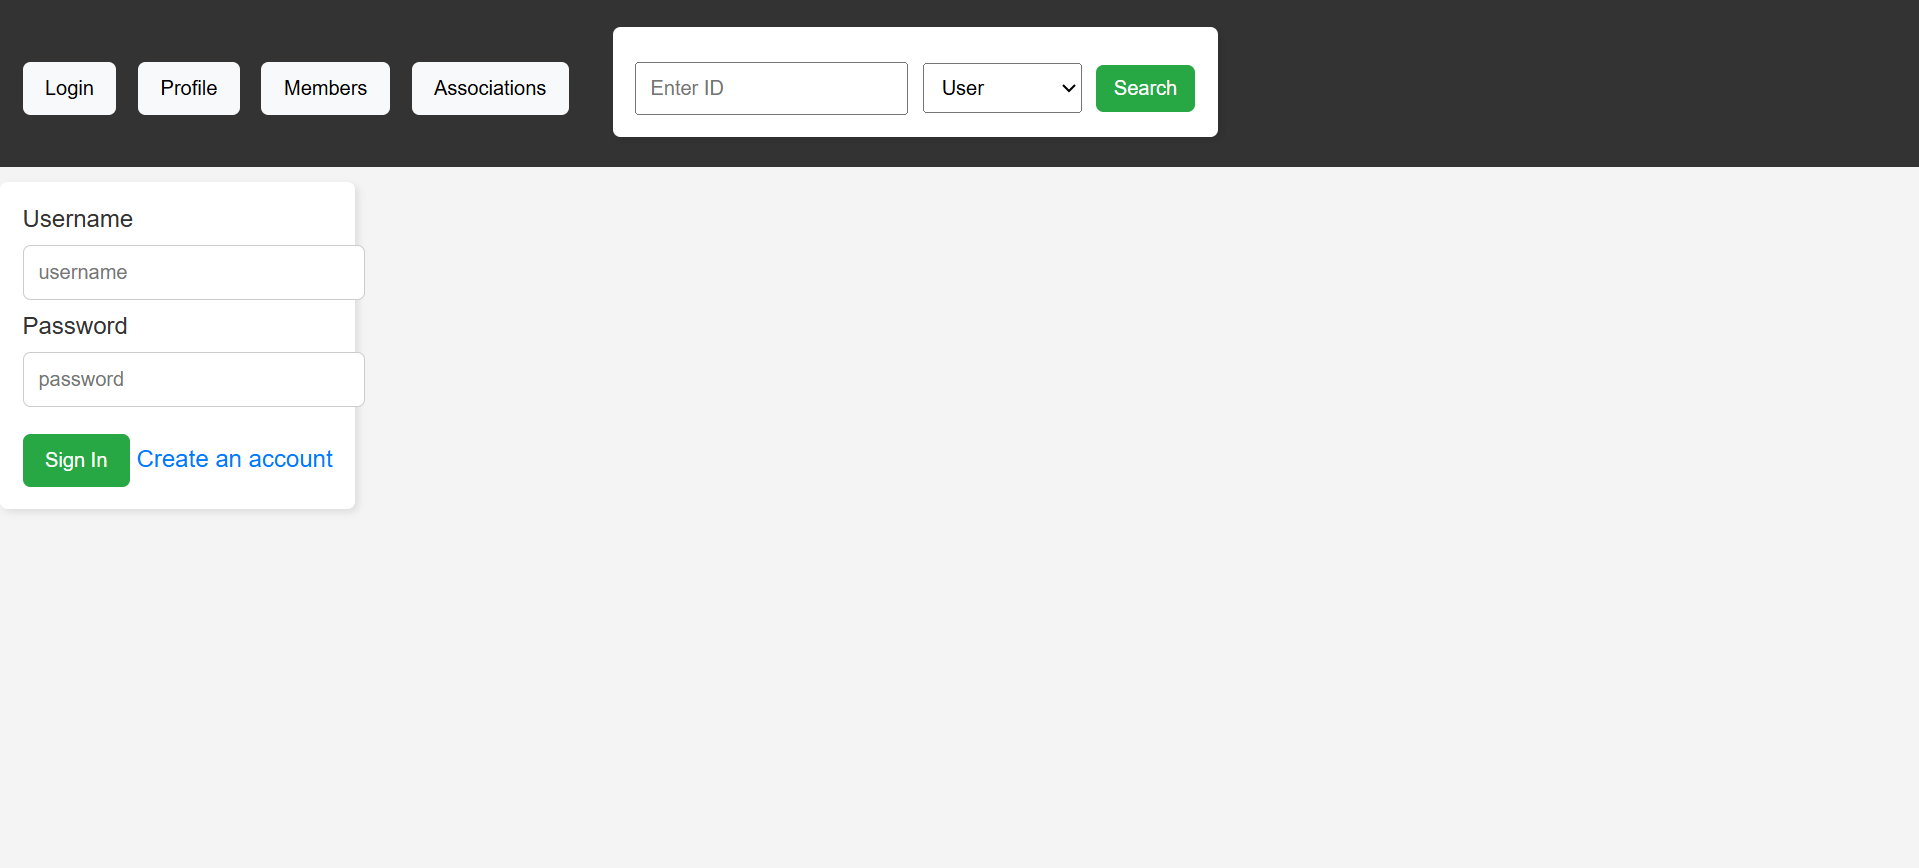 Login Profile Members Associations Enter ID User Search
Username
username
Password
password
Sign In Create an account